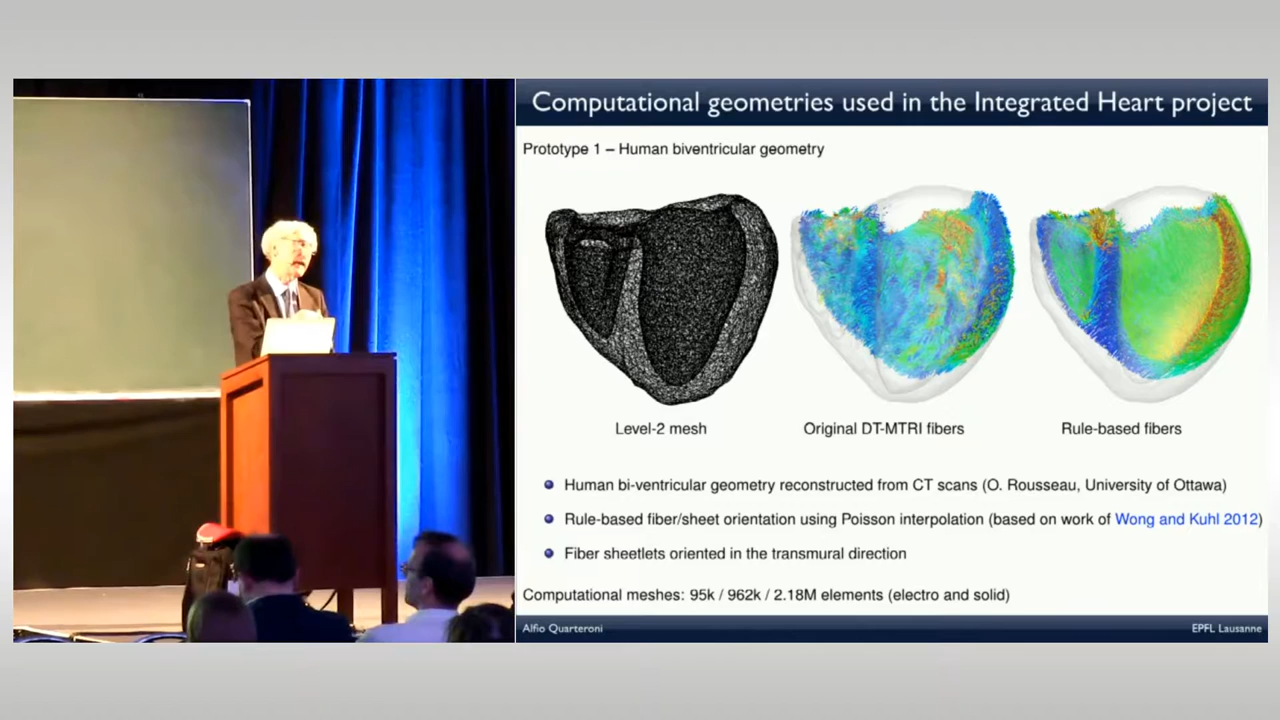 Computational geometries used in the Integrated Heart project
Prototype 1 – Human biventricular geometry
Level-2 mesh
Original DT-MTRI fibers
Rule-based fibers
Human bi-ventricular geometry reconstructed from CT scans (O. Rousseau, University of Ottawa)
Rule-based fiber/sheet orientation using Poisson interpolation (based on work of Wong and Kuhl 2012)
Fiber sheetlets oriented in the transmural direction
Computational meshes: 95k / 962k / 2.18M elements (electro and solid)
Alfio Quarteroni
EPFL Lausanne